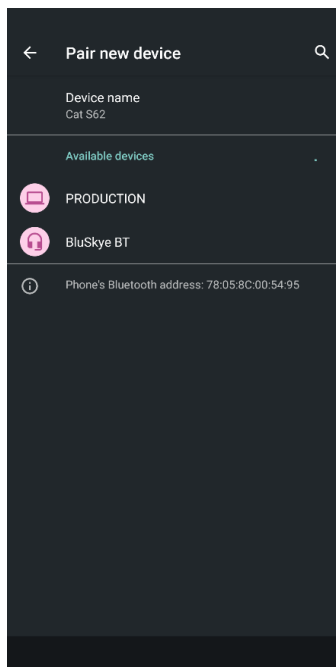 Pair new device
Device name
Cat S62
Available devices
PRODUCTION
BluSkye BT
Phone's Bluetooth address: 78:05:8C:00:54:95